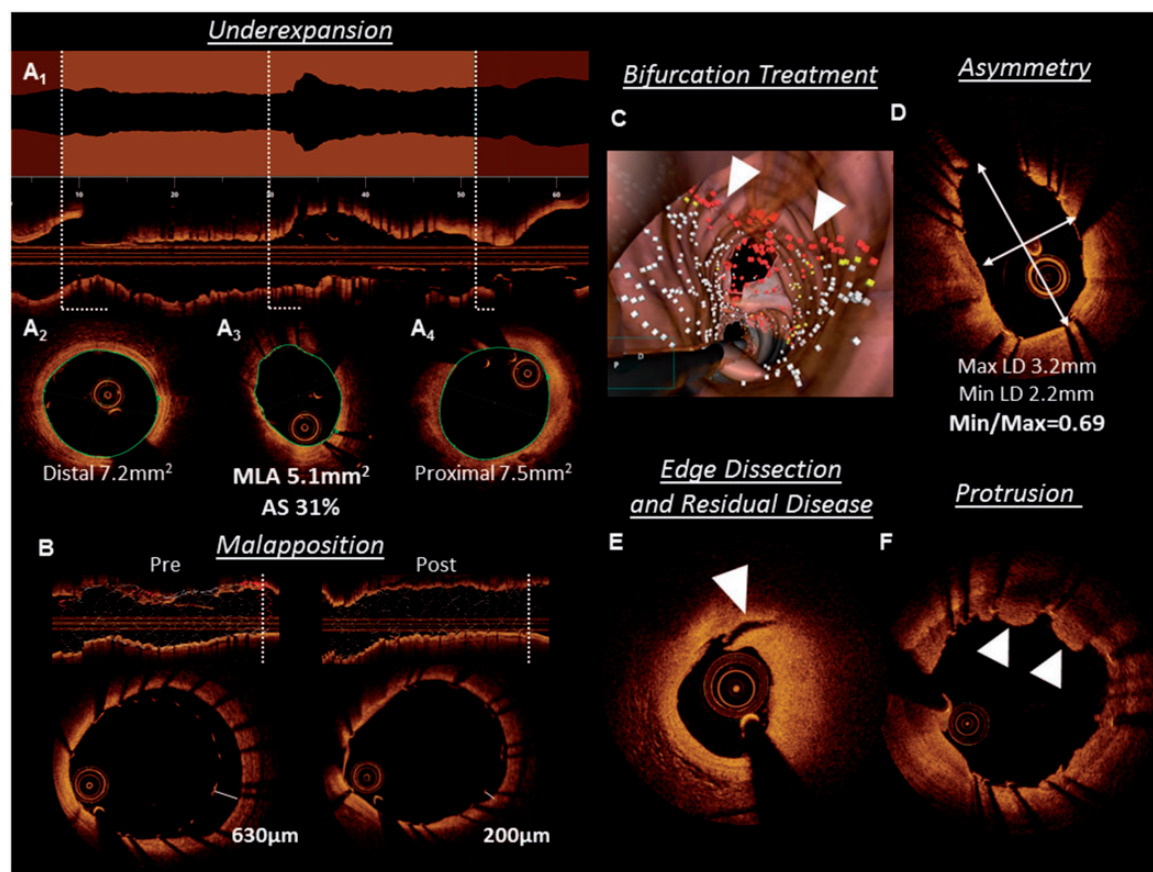 Underexpansion
A1
10
20
30
40
50
60
A2
A3
A4
Distal 7.2mm²
MLA 5.1mm²
AS 31%
Proximal 7.5mm²
B
Malapposition
Pre
Post
630μm
200μm
Bifurcation Treatment
C
P
D
Asymmetry
D
Max LD 3.2mm
Min LD 2.2mm
Min/Max=0.69
Edge Dissection
and Residual Disease
E
Protrusion
F